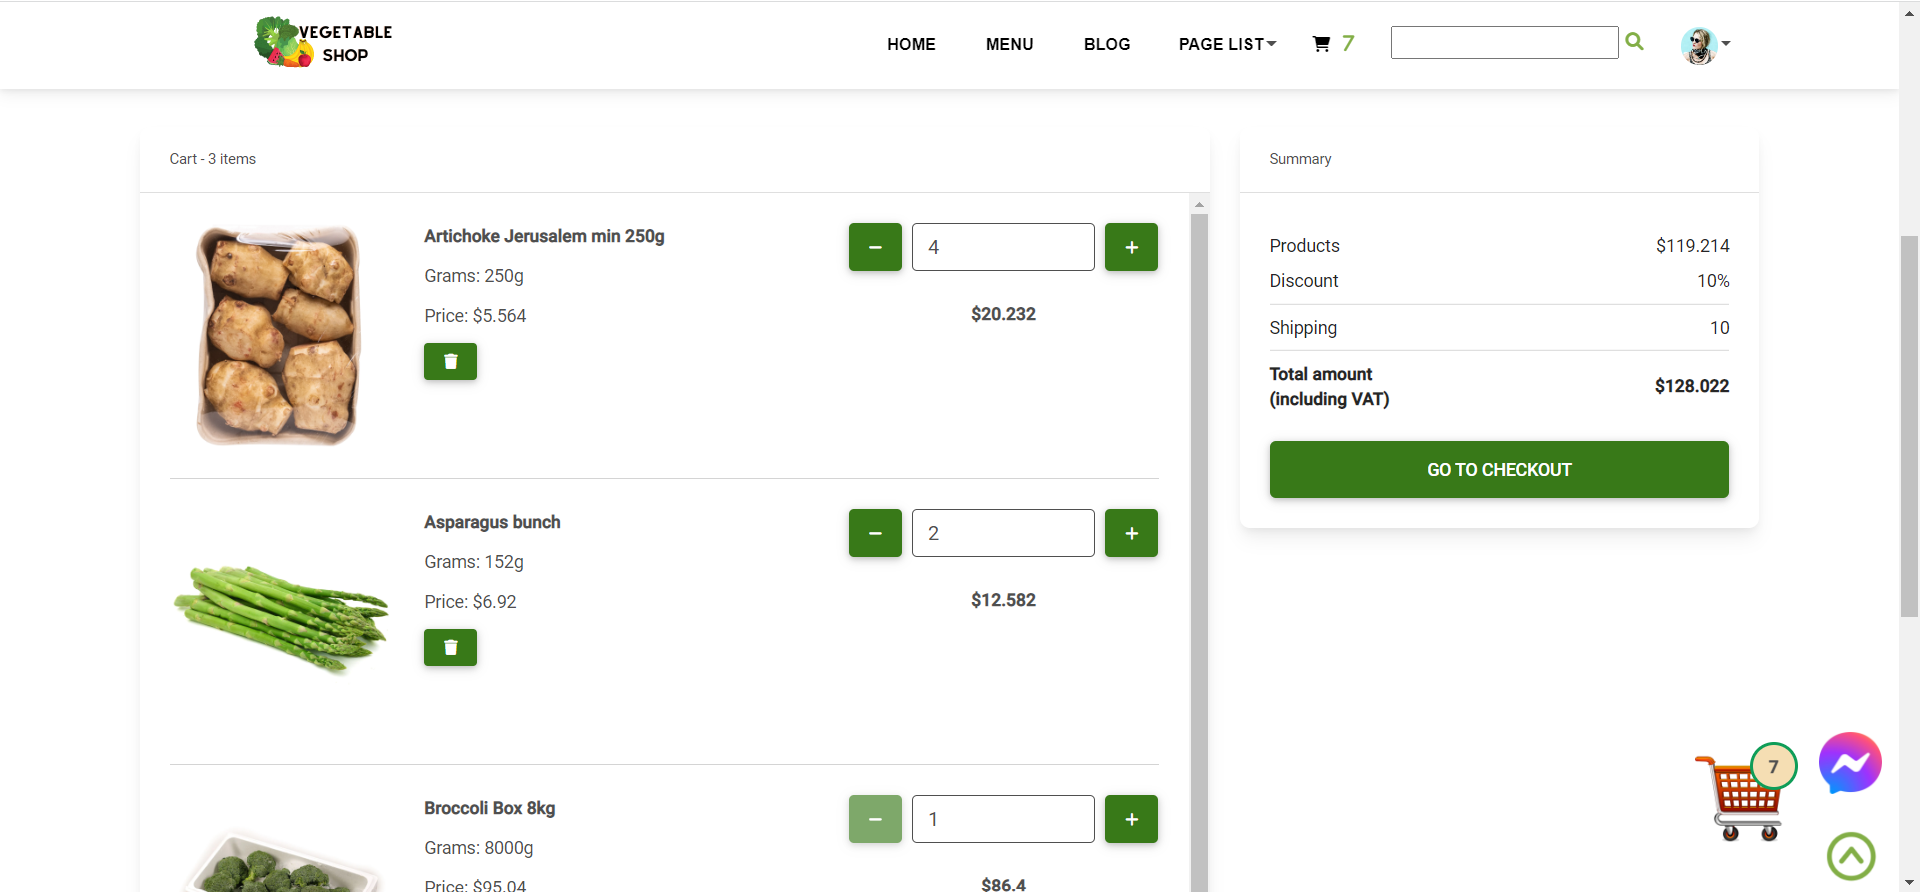 VEGETABLE
SHOP
HOME
MENU
BLOG
PAGE LIST
7
Cart - 3 items
Artichoke Jerusalem min 250g
Grams: 250g
Price: $5.564
4
$20.232
Asparagus bunch
Grams: 152g
Price: $6.92
2
$12.582
Broccoli Box 8kg
Grams: 8000g
Price: $95.04
1
$86.4
Summary
Products $119.214
Discount 10%
Shipping 10
Total amount
(including VAT) $128.022
GO TO CHECKOUT
7